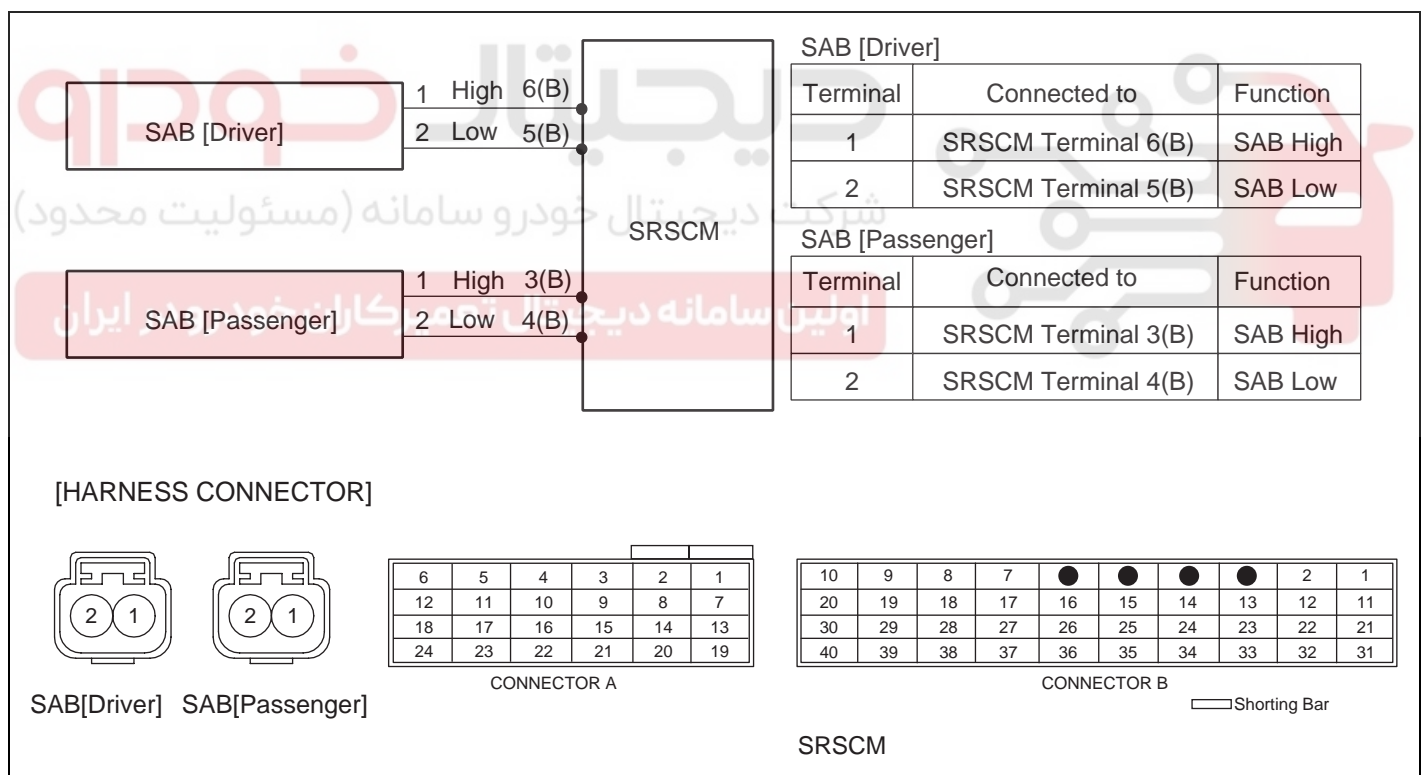 SAB [Driver]
1 High 6(B)
2 Low 5(B)
SRSCM
SAB [Passenger]
1 High 3(B)
2 Low 4(B)
SAB [Driver]
Terminal Connected to Function
1 SRSCM Terminal 6(B) SAB High
2 SRSCM Terminal 5(B) SAB Low
SAB [Passenger]
Terminal Connected to Function
1 SRSCM Terminal 3(B) SAB High
2 SRSCM Terminal 4(B) SAB Low
دیجیتال خودرو
شرکت دیجیتال خودرو سامانه (مسئولیت محدود)
اولین سامانه دیجیتال تعمیرکاران خودرو در ایران
[HARNESS CONNECTOR]
2 1
SAB[Driver]
2 1
SAB[Passenger]
6 5 4 3 2 1
12 11 10 9 8 7
18 17 16 15 14 13
24 23 22 21 20 19
CONNECTOR A
10 9 8 7 2 1
20 19 18 17 16 15 14 13 12 11
30 29 28 27 26 25 24 23 22 21
40 39 38 37 36 35 34 33 32 31
CONNECTOR B
Shorting Bar
SRSCM